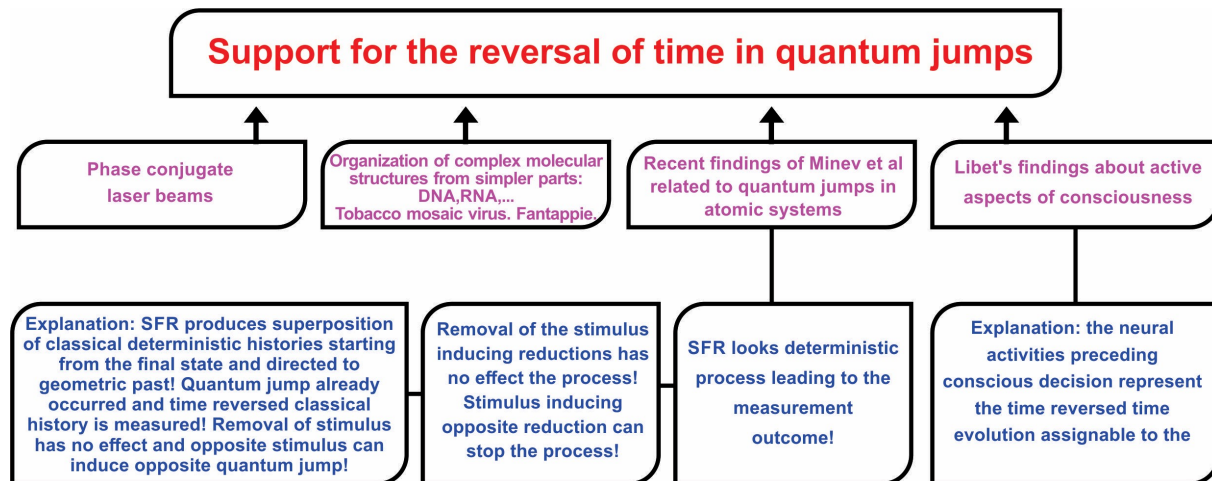 Support for the reversal of time in quantum jumps
Phase conjugate
laser beams
Organization of complex molecular
structures from simpler parts:
DNA,RNA,...
Tobacco mosaic virus. Fantappie.
Recent findings of Minev et al
related to quantum jumps in
atomic systems
Libet's findings about active
aspects of consciousness
Explanation: SFR produces superposition
of classical deterministic histories starting
from the final state and directed to
geometric past! Quantum jump already
occurred and time reversed classical
history is measured! Removal of stimulus
has no effect and opposite stimulus can
induce opposite quantum jump!
Removal of the stimulus
inducing reductions has
no effect the process!
Stimulus inducing
opposite reduction can
stop the process!
SFR looks deterministic
process leading to the
measurement
outcome!
Explanation: the neural
activities preceding
conscious decision represent
the time reversed time
evolution assignable to the